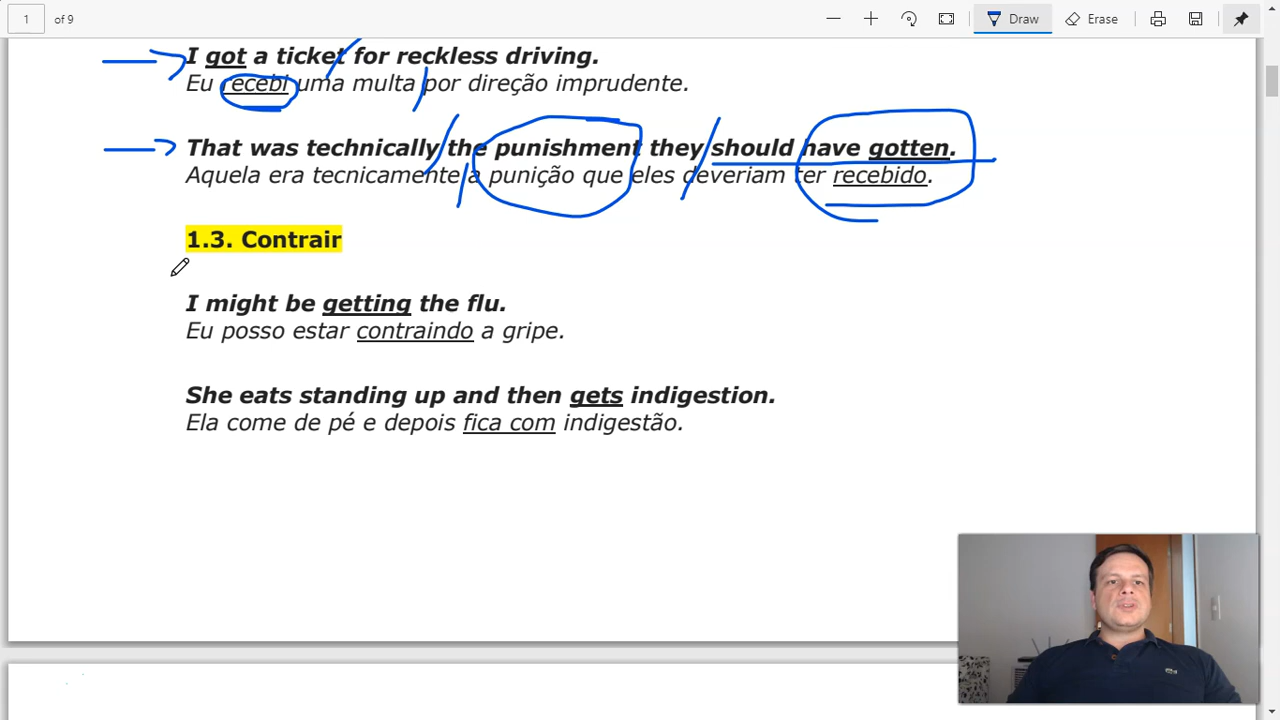 1 of 9 Draw Erase
I got a ticket for reckless driving.
Eu recebi uma multa por direção imprudente.
That was technically the punishment they should have gotten.
Aquela era tecnicamente a punição que eles deveriam ter recebido.
1.3. Contrair
I might be getting the flu.
Eu posso estar contraindo a gripe.
She eats standing up and then gets indigestion.
Ela come de pé e depois fica com indigestão.